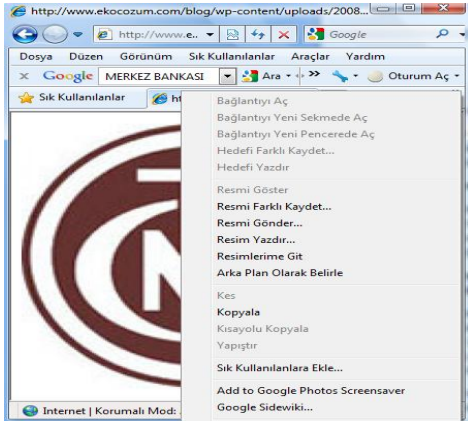 http://www.ekocozum.com/blog/wp-content/uploads/2008...
http://www.e..
Google
Dosya Düzen Görünüm Sık Kullanılanlar Araçlar Yardım
Google MERKEZ BANKASI Ara Oturum Aç
Sık Kullanılanlar
Bağlantıyı Aç
Bağlantıyı Yeni Sekmede Aç
Bağlantıyı Yeni Pencerede Aç
Hedefi Farklı Kaydet...
Hedefi Yazdır
Resmi Göster
Resmi Farklı Kaydet...
Resmi Gönder...
Resim Yazdır...
Resimlerime Git
Arka Plan Olarak Belirle
Kes
Kopyala
Kısayolu Kopyala
Yapıştır
Sık Kullanılanlara Ekle...
Add to Google Photos Screensaver
Google Sidewiki...
Internet | Korumalı Mod: